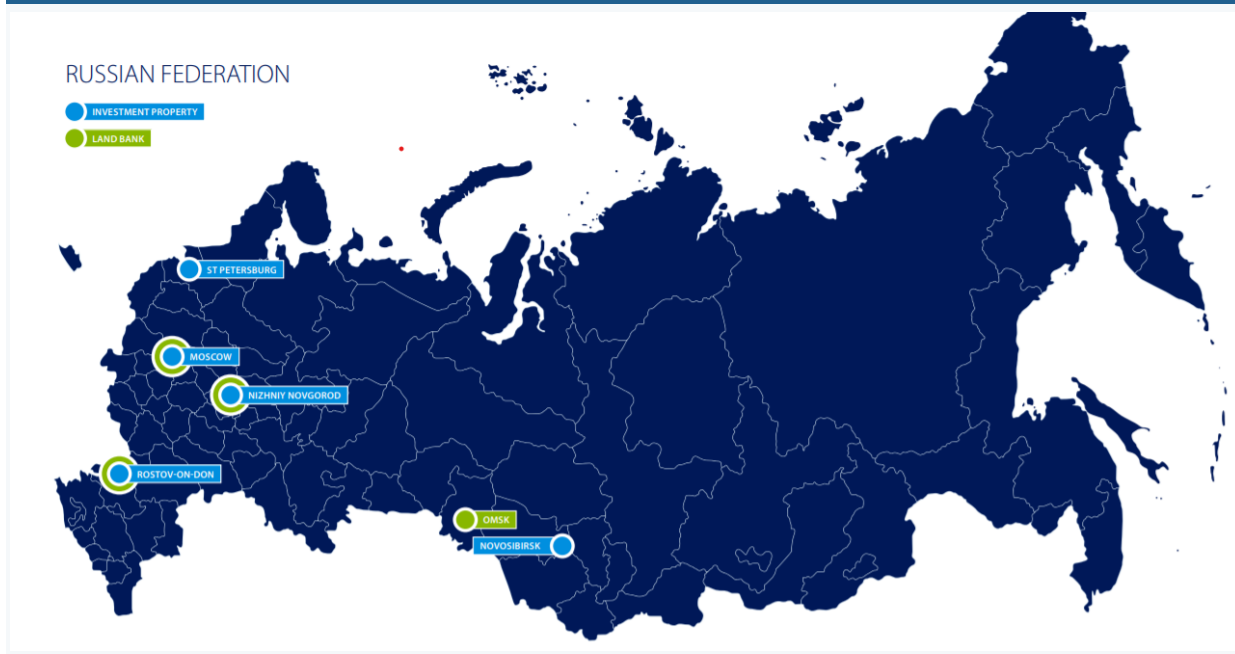 RUSSIAN FEDERATION
INVESTMENT PROPERTY
LAND BANK
ST PETERSBURG
MOSCOW
NIZHNIY NOVGOROD
ROSTOV-ON-DON
OMSK
NOVOSIBIRSK